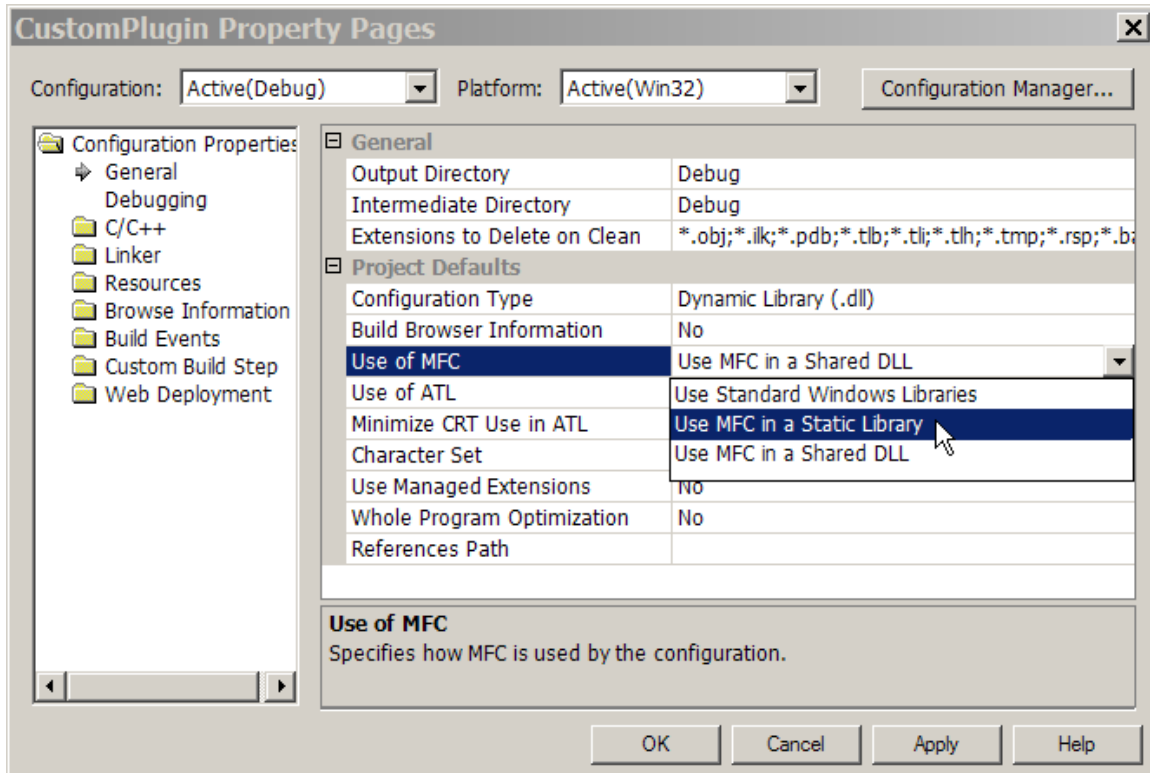 CustomPlugin Property Pages
Configuration: Active(Debug) Platform: Active(Win32) Configuration Manager...
Configuration Properties
General
Debugging
C/C++
Linker
Resources
Browse Information
Build Events
Custom Build Step
Web Deployment
General
Output Directory Debug
Intermediate Directory Debug
Extensions to Delete on Clean *.obj;*.ilk;*.pdb;*.tlb;*.tli;*.tlh;*.tmp;*.rsp;*.ba
Project Defaults
Configuration Type Dynamic Library (.dll)
Build Browser Information No
Use of MFC Use MFC in a Shared DLL
Use of ATL Use Standard Windows Libraries
Minimize CRT Use in ATL Use MFC in a Static Library
Character Set Use MFC in a Shared DLL
Use Managed Extensions No
Whole Program Optimization No
References Path
Use of MFC
Specifies how MFC is used by the configuration.
OK Cancel Apply Help